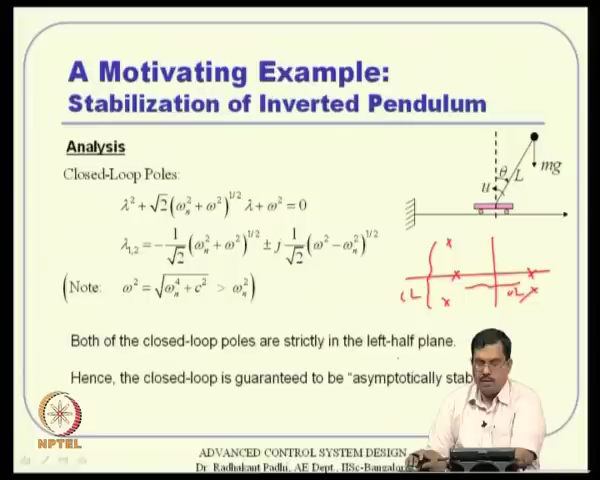 A Motivating Example:
Stabilization of Inverted Pendulum
Analysis
Closed-Loop Poles:
λ² + √2(ωₙ² + ω²)^{1/2} λ + ω² = 0
λ₁,₂ = -1/√2 (ωₙ² + ω²)^{1/2} ± j 1/√2 (ω² - ωₙ²)^{1/2}
(Note: ω² = √(ωₙ⁴ + c²) > ωₙ²)
θ
L
mg
u
CL
OL
Both of the closed-loop poles are strictly in the left-half plane.
Hence, the closed-loop is guaranteed to be "asymptotically stab
NPTEL
ADVANCED CONTROL SYSTEM DESIGN
Dr. Radhakant Padhi, AE Dept., IISc-Bangalore